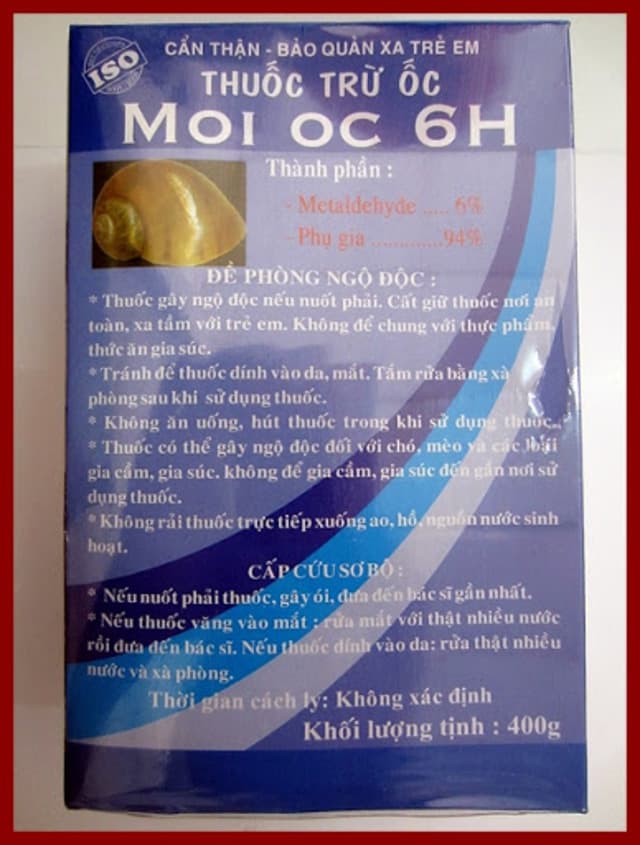 ISO
CẨN THẬN - BẢO QUẢN XA TRẺ EM
THUỐC TRỪ ỐC
MOI OC 6H
Thành phần :
- Metaldehyde ..... 6%
- Phụ gia .............94%
ĐỀ PHÒNG NGỘ ĐỘC :
* Thuốc gây ngộ độc nếu nuốt phải. Cất giữ thuốc nơi an
toàn, xa tầm với trẻ em. Không để chung với thực phẩm,
thức ăn gia súc.
* Tránh để thuốc dính vào da, mắt. Tắm rửa bằng xà
phòng sau khi sử dụng thuốc.
* Không ăn uống, hút thuốc trong khi sử dụng thuốc.
* Thuốc có thể gây ngộ độc đối với chó, mèo và các loài
gia cầm, gia súc. không để gia cầm, gia súc đến gần nơi sử
dụng thuốc.
* Không rải thuốc trực tiếp xuống ao, hồ, nguồn nước sinh
hoạt.
CẤP CỨU SƠ BỘ :
* Nếu nuốt phải thuốc, gây ói, đưa đến bác sĩ gần nhất.
* Nếu thuốc văng vào mắt : rửa mắt với thật nhiều nước
rồi đưa đến bác sĩ. Nếu thuốc dính vào da: rửa thật nhiều
nước và xà phòng.
Thời gian cách ly: Không xác định
Khối lượng tịnh : 400g